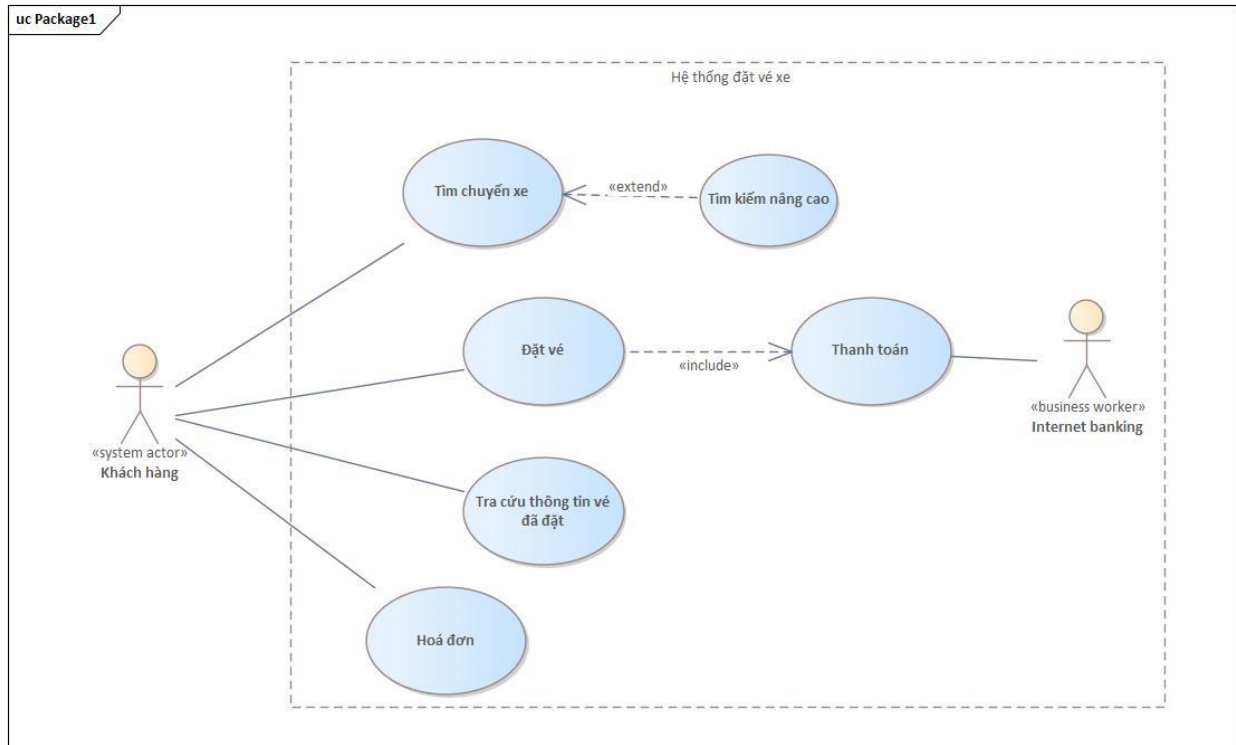 uc Package1
Hệ thống đặt vé xe
Tìm chuyến xe
«extend»
Tìm kiếm nâng cao
Đặt vé
«include»
Thanh toán
«business worker»
Internet banking
«system actor»
Khách hàng
Tra cứu thông tin vé
đã đặt
Hoá đơn